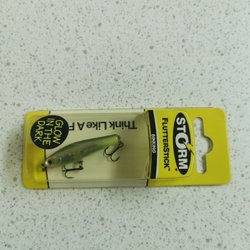 STORM
FLUTTERSTICK
Think Like A F
GLOW
IN THE
DARK